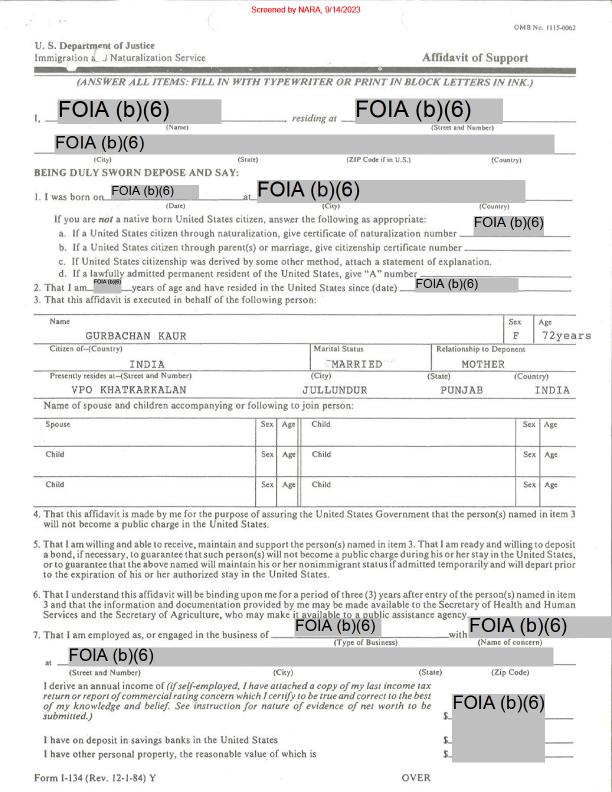 Screened by NARA, 9/14/2023
OMB No. 1115-0062
U. S. Department of Justice
Immigration and Naturalization Service Affidavit of Support
(ANSWER ALL ITEMS: FILL IN WITH TYPEWRITER OR PRINT IN BLOCK LETTERS IN INK.)
I, FOIA (b)(6) , residing at FOIA (b)(6)
(Name) (Street and Number)
FOIA (b)(6)
(City) (State) (ZIP Code if in U.S.) (Country)
BEING DULY SWORN DEPOSE AND SAY:
1. I was born on FOIA (b)(6) at FOIA (b)(6)
(Date) (City) (Country)
If you are not a native born United States citizen, answer the following as appropriate:
a. If a United States citizen through naturalization, give certificate of naturalization number FOIA (b)(6)
b. If a United States citizen through parent(s) or marriage, give citizenship certificate number
c. If United States citizenship was derived by some other method, attach a statement of explanation.
d. If a lawfully admitted permanent resident of the United States, give "A" number
2. That I am FOIA (b)(6) years of age and have resided in the United States since (date) FOIA (b)(6)
3. That this affidavit is executed in behalf of the following person:
Name Sex Age
GURBACHAN KAUR F 72years
Citizen of--(Country) Marital Status Relationship to Deponent
INDIA MARRIED MOTHER
Presently resides at--(Street and Number) (City) (State) (Country)
VPO KHATKARKALAN JULLUNDUR PUNJAB INDIA
Name of spouse and children accompanying or following to join person:
Spouse Sex Age Child Sex Age
Child Sex Age Child Sex Age
Child Sex Age Child Sex Age
4. That this affidavit is made by me for the purpose of assuring the United States Government that the person(s) named in item 3
will not become a public charge in the United States.
5. That I am willing and able to receive, maintain and support the person(s) named in item 3. That I am ready and willing to deposit
a bond, if necessary, to guarantee that such person(s) will not become a public charge during his or her stay in the United States,
or to guarantee that the above named will maintain his or her nonimmigrant status if admitted temporarily and will depart prior
to the expiration of his or her authorized stay in the United States.
6. That I understand this affidavit will be binding upon me for a period of three (3) years after entry of the person(s) named in item
3 and that the information and documentation provided by me may be made available to the Secretary of Health and Human
Services and the Secretary of Agriculture, who may make it available to a public assistance agency.
7. That I am employed as, or engaged in the business of FOIA (b)(6) with FOIA (b)(6)
(Type of Business) (Name of concern)
at FOIA (b)(6)
(Street and Number) (City) (State) (Zip Code)
I derive an annual income of (if self-employed, I have attached a copy of my last income tax
return or report of commercial rating concern which I certify to be true and correct to the best
of my knowledge and belief. See instruction for nature of evidence of net worth to be
submitted.) $ FOIA (b)(6)
I have on deposit in savings banks in the United States $
I have other personal property, the reasonable value of which is $
Form I-134 (Rev. 12-1-84) Y OVER